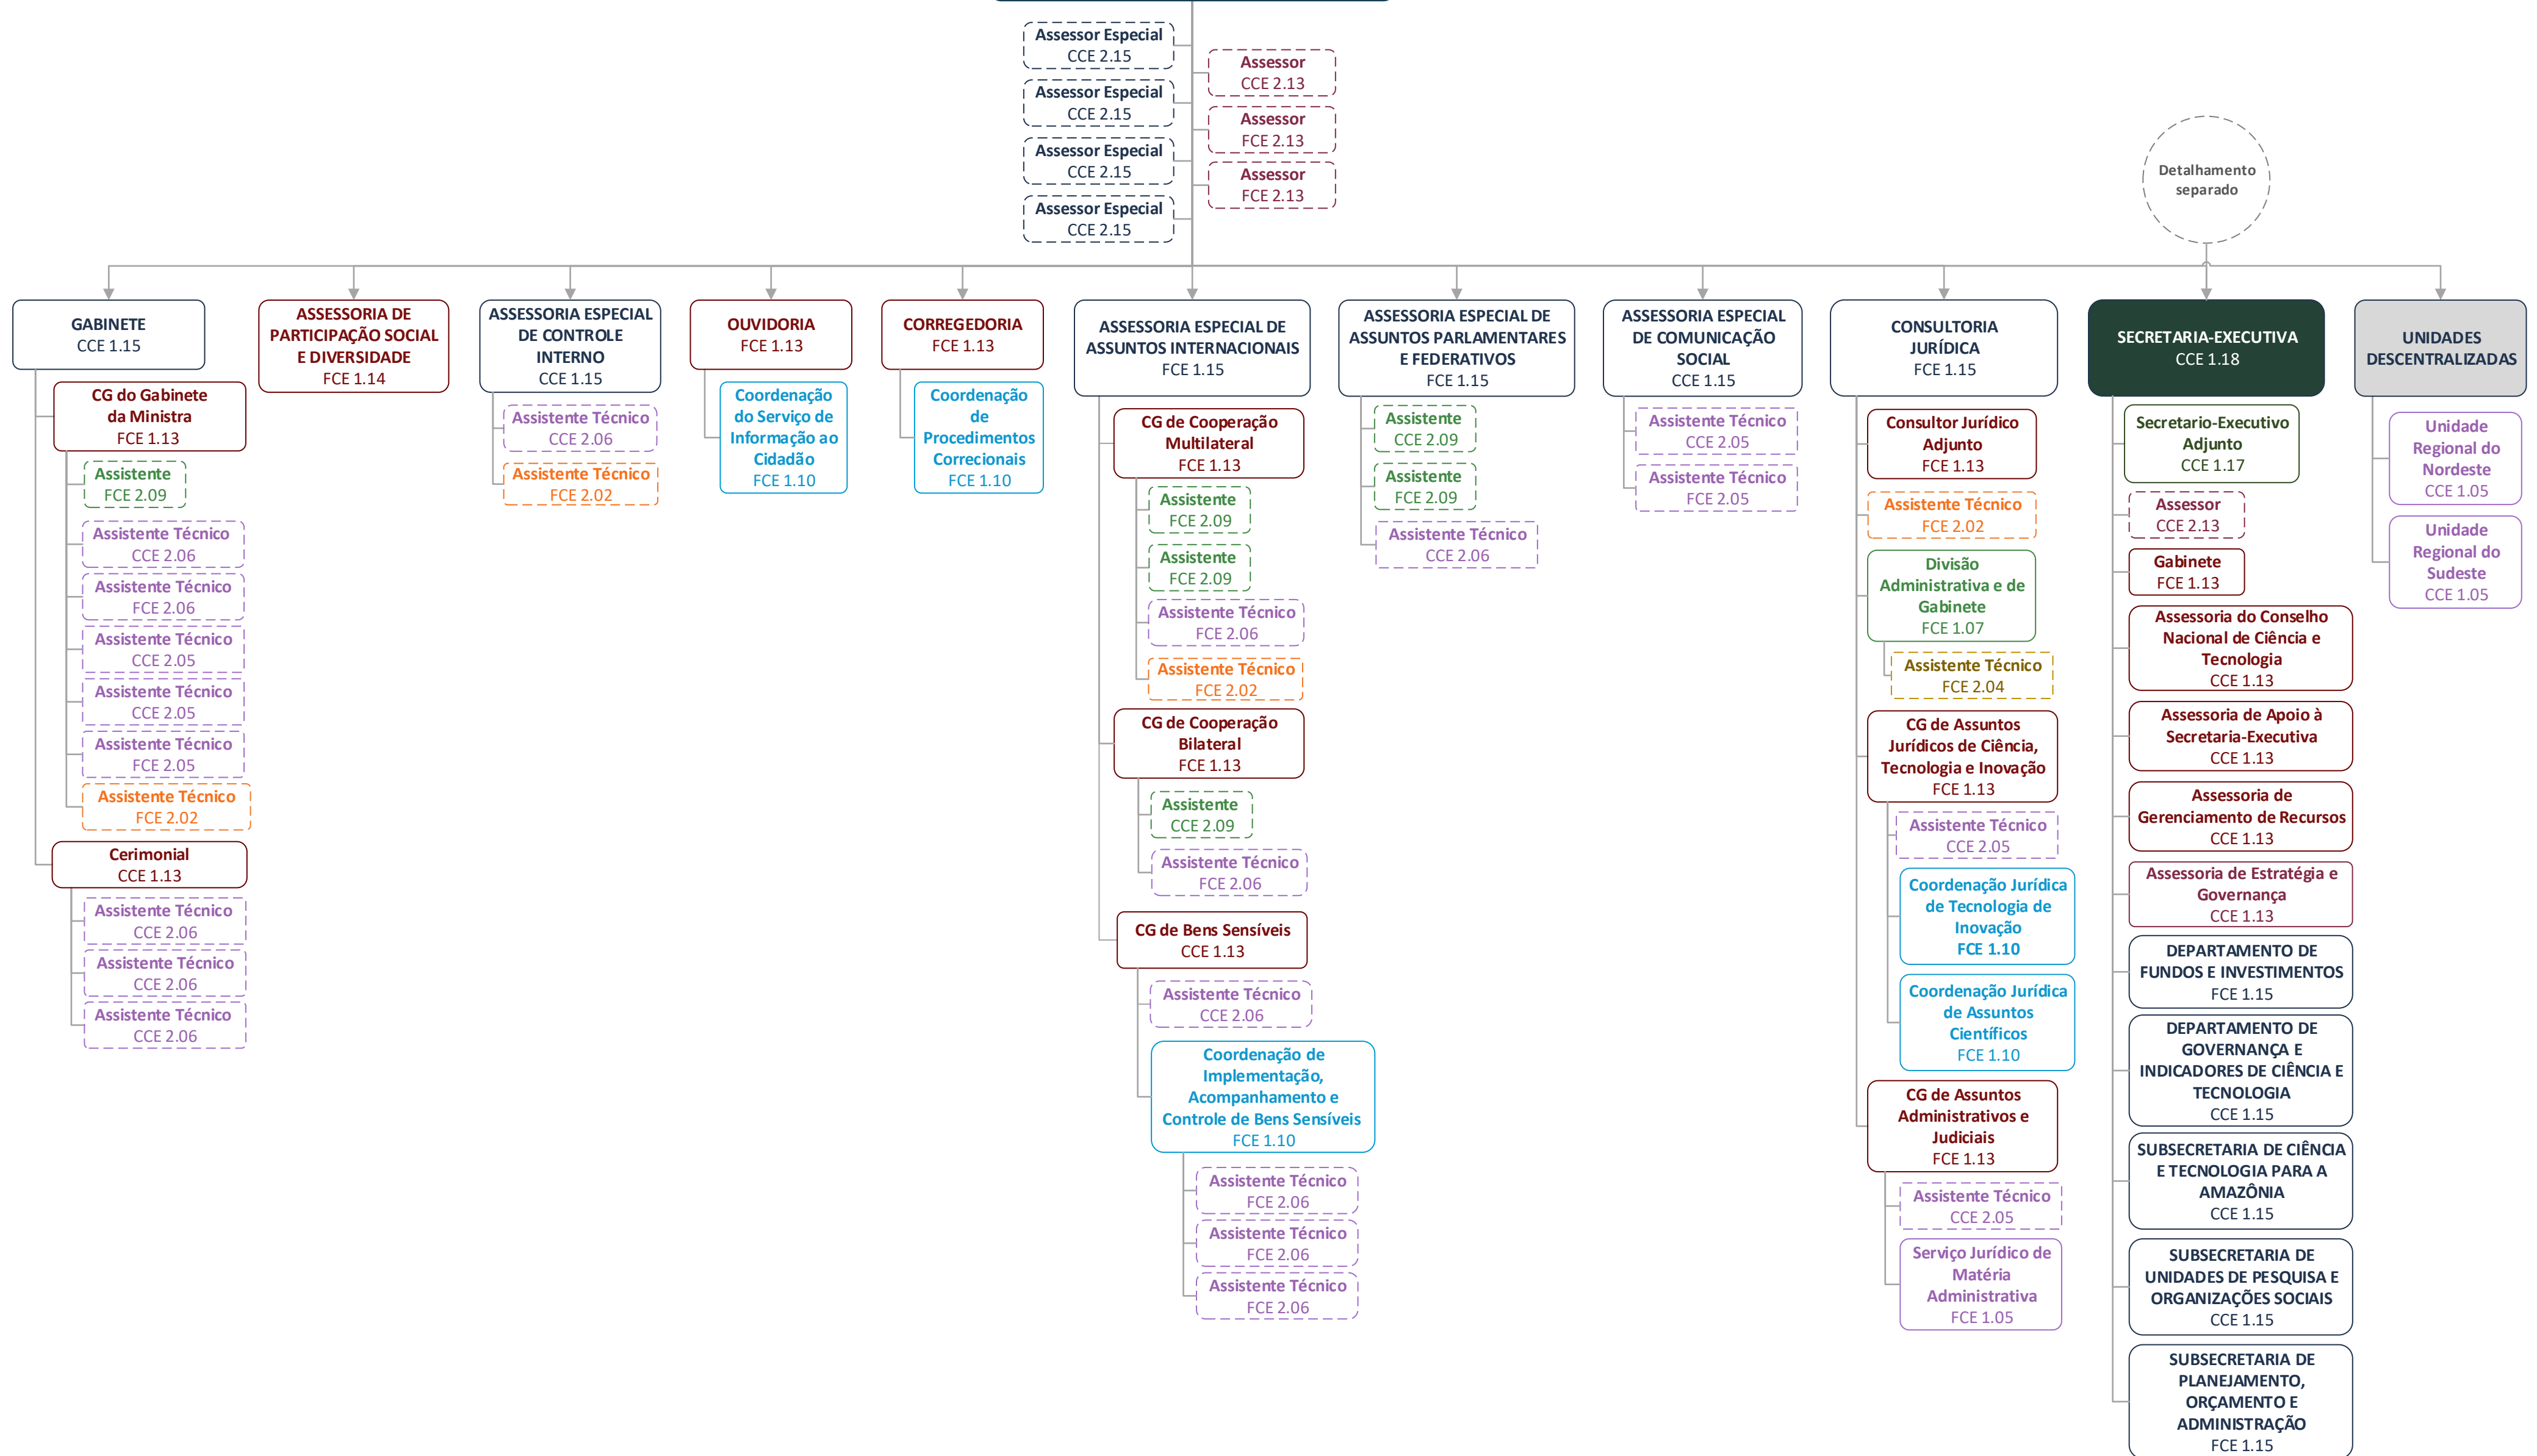 Assessor Especial
CCE 2.15
Assessor Especial
CCE 2.15
Assessor Especial
CCE 2.15
Assessor Especial
CCE 2.15
Assessor
CCE 2.13
Assessor
FCE 2.13
Assessor
FCE 2.13
Detalhamento
separado
GABINETE
CCE 1.15
CG do Gabinete
da Ministra
FCE 1.13
Assistente
FCE 2.09
Assistente Técnico
CCE 2.06
Assistente Técnico
FCE 2.06
Assistente Técnico
CCE 2.05
Assistente Técnico
CCE 2.05
Assistente Técnico
FCE 2.05
Assistente Técnico
FCE 2.02
Cerimonial
CCE 1.13
Assistente Técnico
CCE 2.06
Assistente Técnico
CCE 2.06
Assistente Técnico
CCE 2.06
ASSESSORIA DE
PARTICIPAÇÃO SOCIAL
E DIVERSIDADE
FCE 1.14
ASSESSORIA ESPECIAL
DE CONTROLE
INTERNO
CCE 1.15
Assistente Técnico
CCE 2.06
Assistente Técnico
FCE 2.02
OUVIDORIA
FCE 1.13
Coordenação
do Serviço de
Informação ao
Cidadão
FCE 1.10
CORREGEDORIA
FCE 1.13
Coordenação
de
Procedimentos
Correcionais
FCE 1.10
ASSESSORIA ESPECIAL DE
ASSUNTOS INTERNACIONAIS
FCE 1.15
CG de Cooperação
Multilateral
FCE 1.13
Assistente
FCE 2.09
Assistente
FCE 2.09
Assistente Técnico
FCE 2.06
Assistente Técnico
FCE 2.02
CG de Cooperação
Bilateral
FCE 1.13
Assistente
CCE 2.09
Assistente Técnico
FCE 2.06
CG de Bens Sensíveis
CCE 1.13
Assistente Técnico
CCE 2.06
Coordenação de
Implementação,
Acompanhamento e
Controle de Bens Sensíveis
FCE 1.10
Assistente Técnico
FCE 2.06
Assistente Técnico
FCE 2.06
Assistente Técnico
FCE 2.06
ASSESSORIA ESPECIAL DE
ASSUNTOS PARLAMENTARES
E FEDERATIVOS
FCE 1.15
Assistente
CCE 2.09
Assistente
FCE 2.09
Assistente Técnico
CCE 2.06
ASSESSORIA ESPECIAL
DE COMUNICAÇÃO
SOCIAL
CCE 1.15
Assistente Técnico
CCE 2.05
Assistente Técnico
FCE 2.05
CONSULTORIA
JURÍDICA
FCE 1.15
Consultor Jurídico
Adjunto
FCE 1.13
Assistente Técnico
FCE 2.02
Divisão
Administrativa e de
Gabinete
FCE 1.07
Assistente Técnico
FCE 2.04
CG de Assuntos
Jurídicos de Ciência,
Tecnologia e Inovação
FCE 1.13
Assistente Técnico
CCE 2.05
Coordenação Jurídica
de Tecnologia de
Inovação
FCE 1.10
Coordenação Jurídica
de Assuntos
Científicos
FCE 1.10
CG de Assuntos
Administrativos e
Judiciais
FCE 1.13
Assistente Técnico
CCE 2.05
Serviço Jurídico de
Matéria
Administrativa
FCE 1.05
SECRETARIA-EXECUTIVA
CCE 1.18
Secretario-Executivo
Adjunto
CCE 1.17
Assessor
CCE 2.13
Gabinete
FCE 1.13
Assessoria do Conselho
Nacional de Ciência e
Tecnologia
CCE 1.13
Assessoria de Apoio à
Secretaria-Executiva
CCE 1.13
Assessoria de
Gerenciamento de Recursos
CCE 1.13
Assessoria de Estratégia e
Governança
CCE 1.13
DEPARTAMENTO DE
FUNDOS E INVESTIMENTOS
FCE 1.15
DEPARTAMENTO DE
GOVERNANÇA E
INDICADORES DE CIÊNCIA E
TECNOLOGIA
CCE 1.15
SUBSECRETARIA DE CIÊNCIA
E TECNOLOGIA PARA A
AMAZÔNIA
CCE 1.15
SUBSECRETARIA DE
UNIDADES DE PESQUISA E
ORGANIZAÇÕES SOCIAIS
CCE 1.15
SUBSECRETARIA DE
PLANEJAMENTO,
ORÇAMENTO E
ADMINISTRAÇÃO
FCE 1.15
UNIDADES
DESCENTRALIZADAS
Unidade
Regional do
Nordeste
CCE 1.05
Unidade
Regional do
Sudeste
CCE 1.05